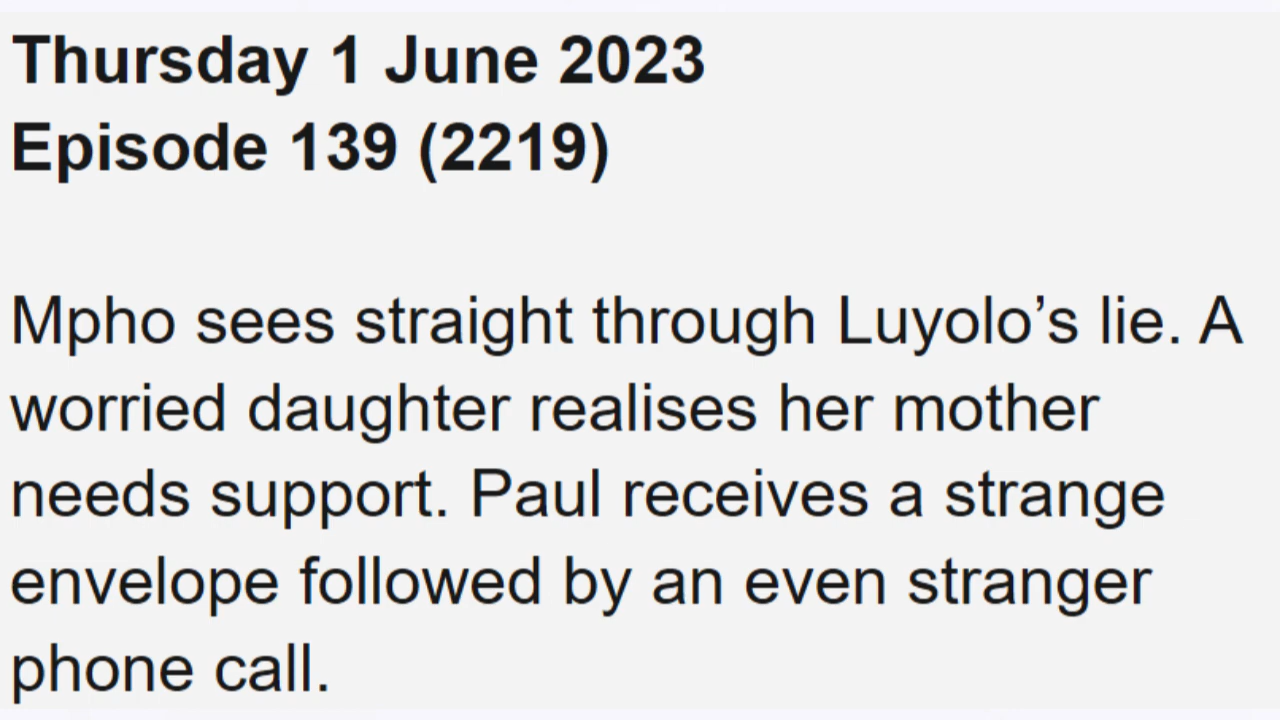 Thursday 1 June 2023
Episode 139 (2219)
Mpho sees straight through Luyolo’s lie. A
worried daughter realises her mother
needs support. Paul receives a strange
envelope followed by an even stranger
phone call.